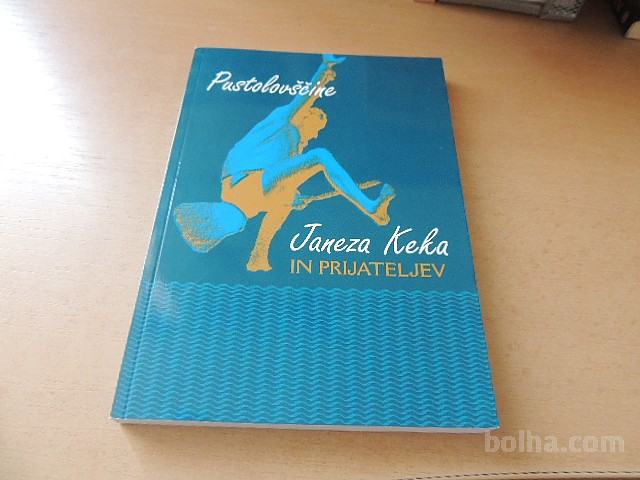 Pustolovščine
Janeza Keka
IN PRIJATELJEV
bolha.com